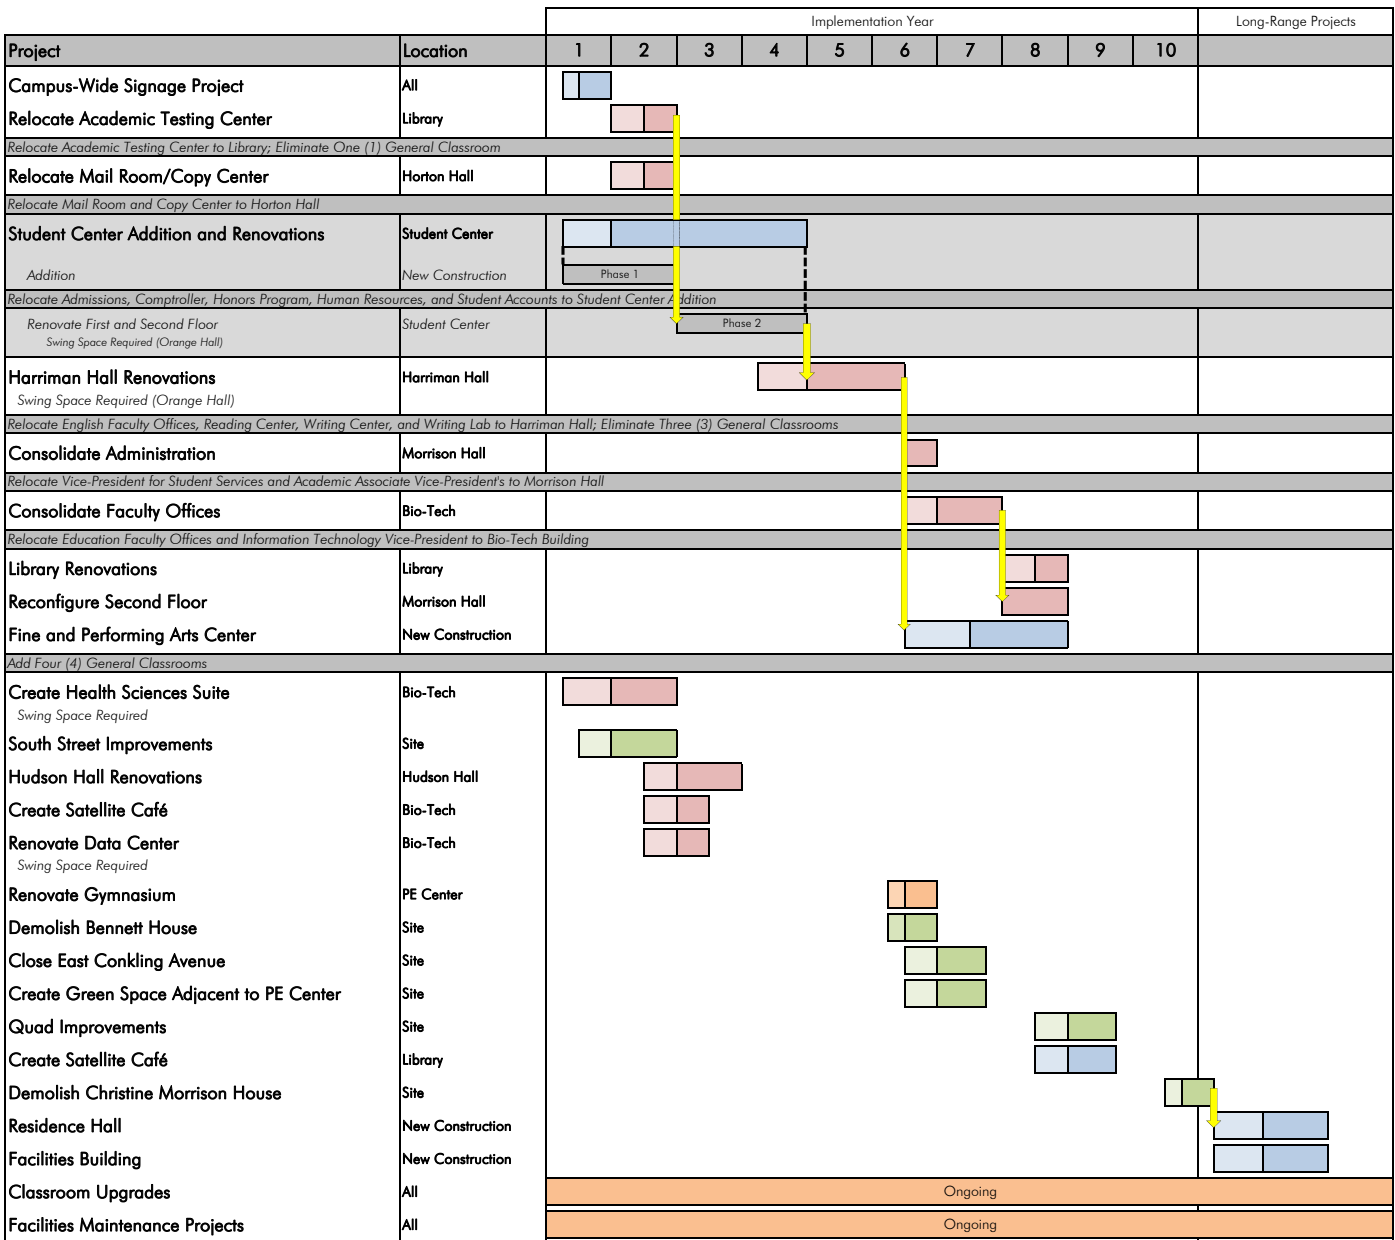 Implementation Year Long-Range Projects
Project Location 1 2 3 4 5 6 7 8 9 10
Campus-Wide Signage Project All
Relocate Academic Testing Center Library
Relocate Academic Testing Center to Library; Eliminate One (1) General Classroom
Relocate Mail Room/Copy Center Horton Hall
Relocate Mail Room and Copy Center to Horton Hall
Student Center Addition and Renovations Student Center
Addition New Construction Phase 1
Relocate Admissions, Comptroller, Honors Program, Human Resources, and Student Accounts to Student Center Addition
Renovate First and Second Floor Student Center Phase 2
Swing Space Required (Orange Hall)
Harriman Hall Renovations Harriman Hall
Swing Space Required (Orange Hall)
Relocate English Faculty Offices, Reading Center, Writing Center, and Writing Lab to Harriman Hall; Eliminate Three (3) General Classrooms
Consolidate Administration Morrison Hall
Relocate Vice-President for Student Services and Academic Associate Vice-President's to Morrison Hall
Consolidate Faculty Offices Bio-Tech
Relocate Education Faculty Offices and Information Technology Vice-President to Bio-Tech Building
Library Renovations Library
Reconfigure Second Floor Morrison Hall
Fine and Performing Arts Center New Construction
Add Four (4) General Classrooms
Create Health Sciences Suite Bio-Tech
Swing Space Required
South Street Improvements Site
Hudson Hall Renovations Hudson Hall
Create Satellite Café Bio-Tech
Renovate Data Center Bio-Tech
Swing Space Required
Renovate Gymnasium PE Center
Demolish Bennett House Site
Close East Conkling Avenue Site
Create Green Space Adjacent to PE Center Site
Quad Improvements Site
Create Satellite Café Library
Demolish Christine Morrison House Site
Residence Hall New Construction
Facilities Building New Construction
Classroom Upgrades All Ongoing
Facilities Maintenance Projects All Ongoing